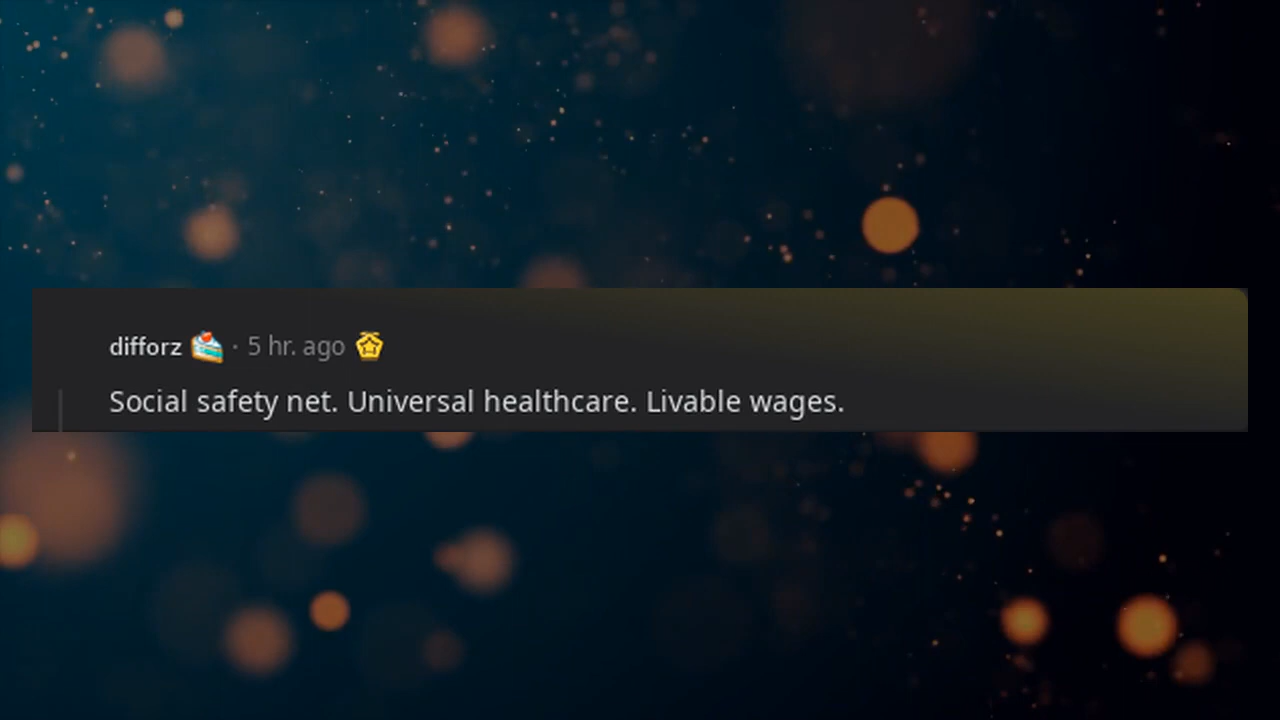 difforz 🍰 · 5 hr. ago
Social safety net. Universal healthcare. Livable wages.